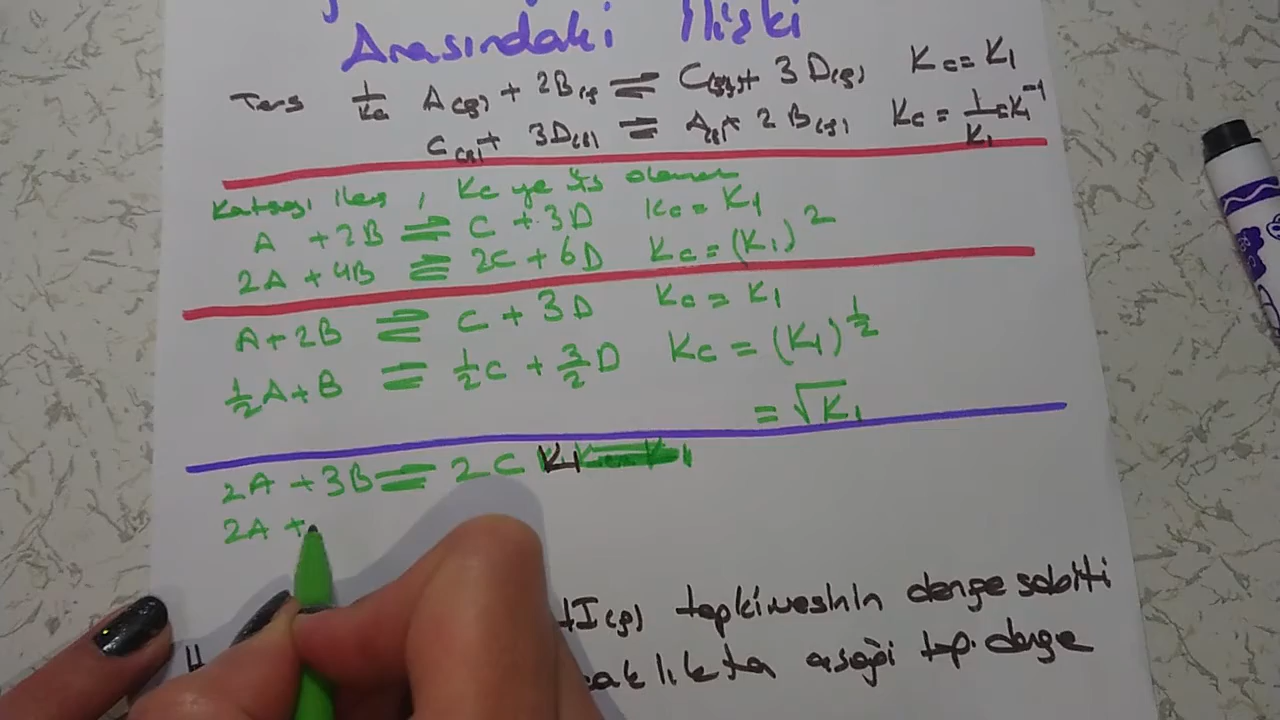 Arasındaki İlişki
Ters 1/Ka A(g) + 2B(g) ⇌ C(g) + 3D(g) Kc = K1
C(g) + 3D(g) ⇌ A(g) + 2B(g) Kc = 1/K1 = K1^-1
Katsayı ile, Kc ye üs olarak
A + 2B ⇌ C + 3D Kc = K1
2A + 4B ⇌ 2C + 6D Kc = (K1)^2
A + 2B ⇌ C + 3D Kc = K1
1/2A + B ⇌ 1/2C + 3/2D Kc = (K1)^1/2
= √K1
2A + 3B ⇌ 2C K1
2A +
HI(g) tepkimesinin denge sabiti
aşağı tep. denge